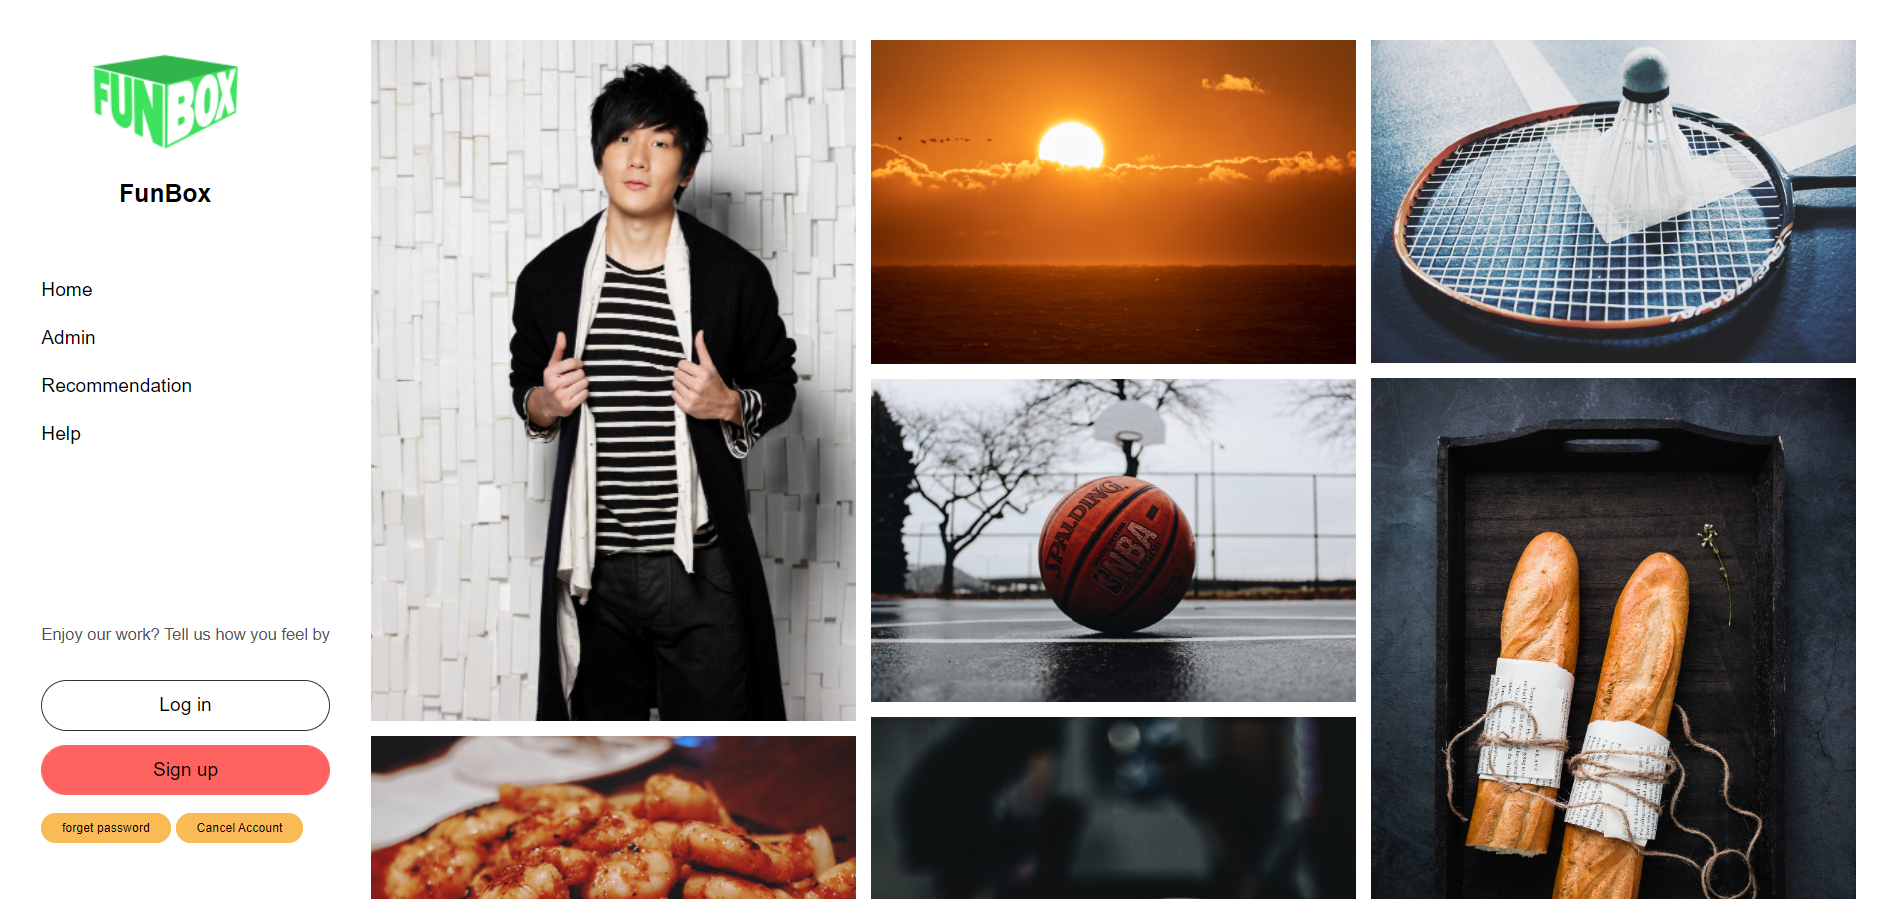 FUNBOX
FunBox
Home
Admin
Recommendation
Help
Enjoy our work? Tell us how you feel by
Log in
Sign up
forget password
Cancel Account
SPALDING
NBA